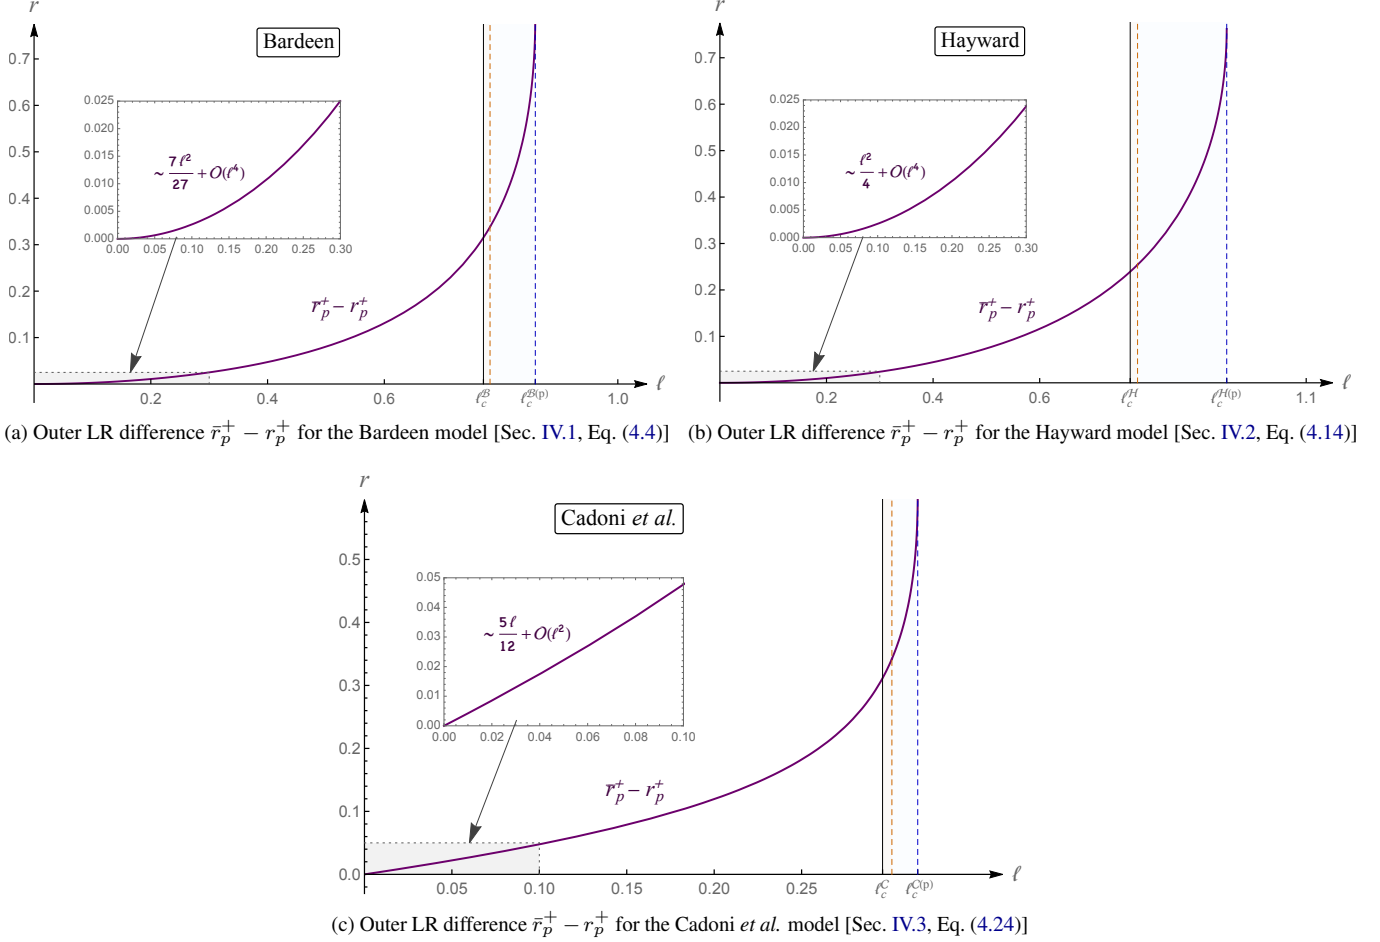 r
Bardeen
0.7
0.6
0.5
0.4
0.3
0.2
0.1
0.025
0.020
0.015
0.010
0.005
0.000
0.00 0.05 0.10 0.15 0.20 0.25 0.30
~ 7ℓ²/27 + O(ℓ⁴)
r̄ₚ⁺ − rₚ⁺
0.2 0.4 0.6 ℓ_c^B ℓ_c^B(p) 1.0 ℓ
(a) Outer LR difference r̄ₚ⁺ − rₚ⁺ for the Bardeen model [Sec. IV.1, Eq. (4.4)]
r
Hayward
0.7
0.6
0.5
0.4
0.3
0.2
0.1
0.025
0.020
0.015
0.010
0.005
0.000
0.00 0.05 0.10 0.15 0.20 0.25 0.30
~ ℓ²/4 + O(ℓ⁴)
r̄ₚ⁺ − rₚ⁺
0.2 0.4 0.6 ℓ_c^H ℓ_c^H(p) 1.1 ℓ
(b) Outer LR difference r̄ₚ⁺ − rₚ⁺ for the Hayward model [Sec. IV.2, Eq. (4.14)]
r
Cadoni et al.
0.5
0.4
0.3
0.2
0.1
0.0
0.05
0.04
0.03
0.02
0.01
0.00
0.00 0.02 0.04 0.06 0.08 0.10
~ 5ℓ/12 + O(ℓ²)
r̄ₚ⁺ − rₚ⁺
0.05 0.10 0.15 0.20 0.25 ℓ_c^C ℓ_c^C(p) ℓ
(c) Outer LR difference r̄ₚ⁺ − rₚ⁺ for the Cadoni et al. model [Sec. IV.3, Eq. (4.24)]